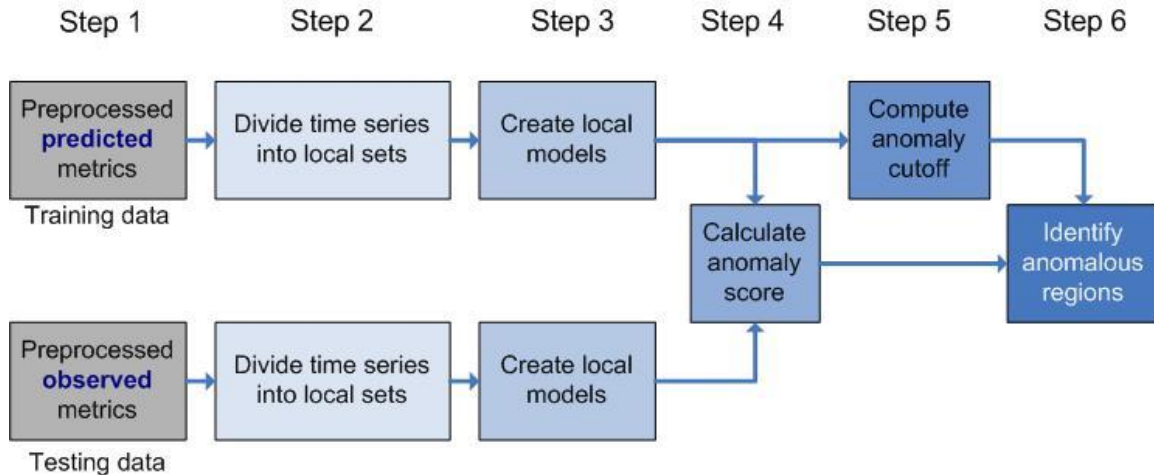 Step 1
Step 2
Step 3
Step 4
Step 5
Step 6
Preprocessed
predicted
metrics
Training data
Divide time series
into local sets
Create local
models
Compute
anomaly
cutoff
Calculate
anomaly
score
Identify
anomalous
regions
Preprocessed
observed
metrics
Testing data
Divide time series
into local sets
Create local
models